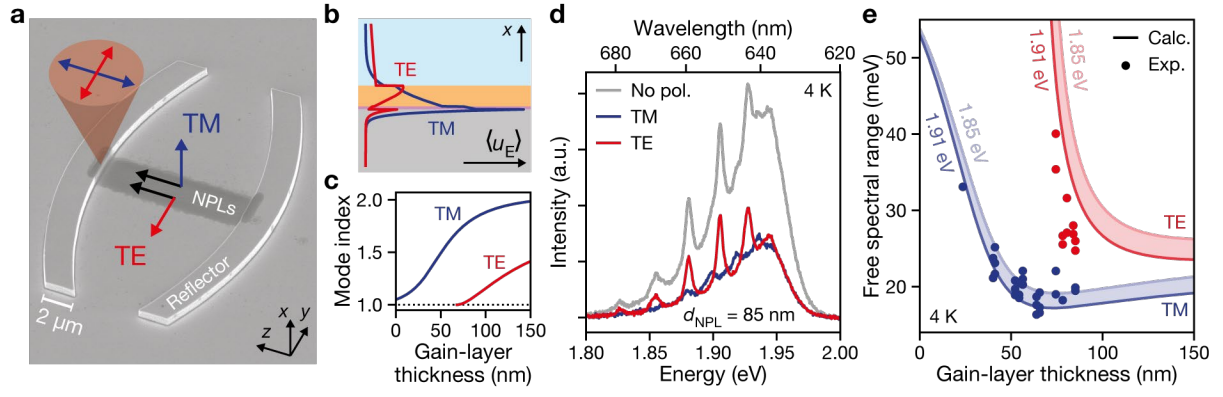 a
TM
NPLs
TE
Reflector
2 μm
x
y
z
b
x
TE
TM
⟨uE⟩
c
Mode index
2.0
1.0
TM
TE
0
50
100
150
Gain-layer
thickness (nm)
d
Wavelength (nm)
680 660 640 620
No pol.
TM
TE
4 K
Intensity (a.u.)
dNPL = 85 nm
1.80 1.85 1.90 1.95 2.00
Energy (eV)
e
Free spectral range (meV)
50
40
30
20
1.91 eV
1.85 eV
1.91 eV
1.85 eV
Calc.
Exp.
TE
TM
4 K
0 50 100 150
Gain-layer thickness (nm)